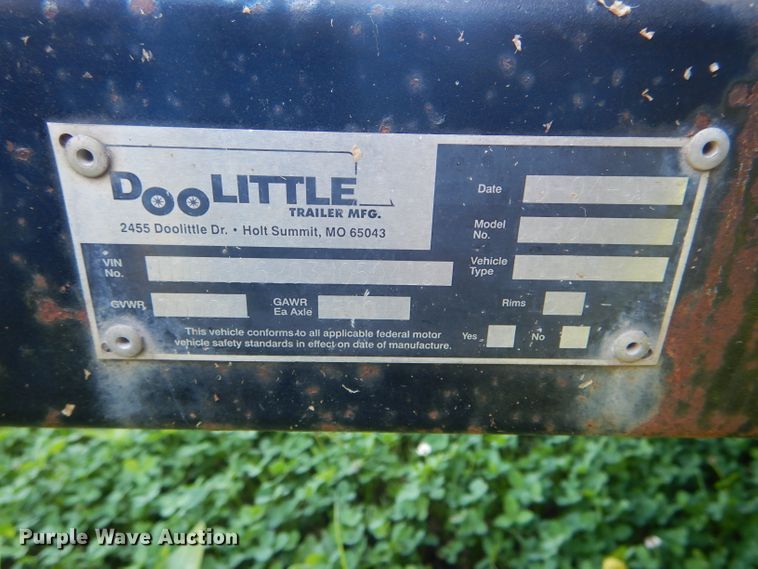 DOOLITTLE
TRAILER MFG.
2455 Doolittle Dr. • Holt Summit, MO 65043
VIN No.
GVWR
GAWR Ea Axle
This vehicle conforms to all applicable federal motor
vehicle safety standards in effect on date of manufacture.
Date
Model No.
Vehicle Type
Rims
Yes No
Purple Wave Auction®